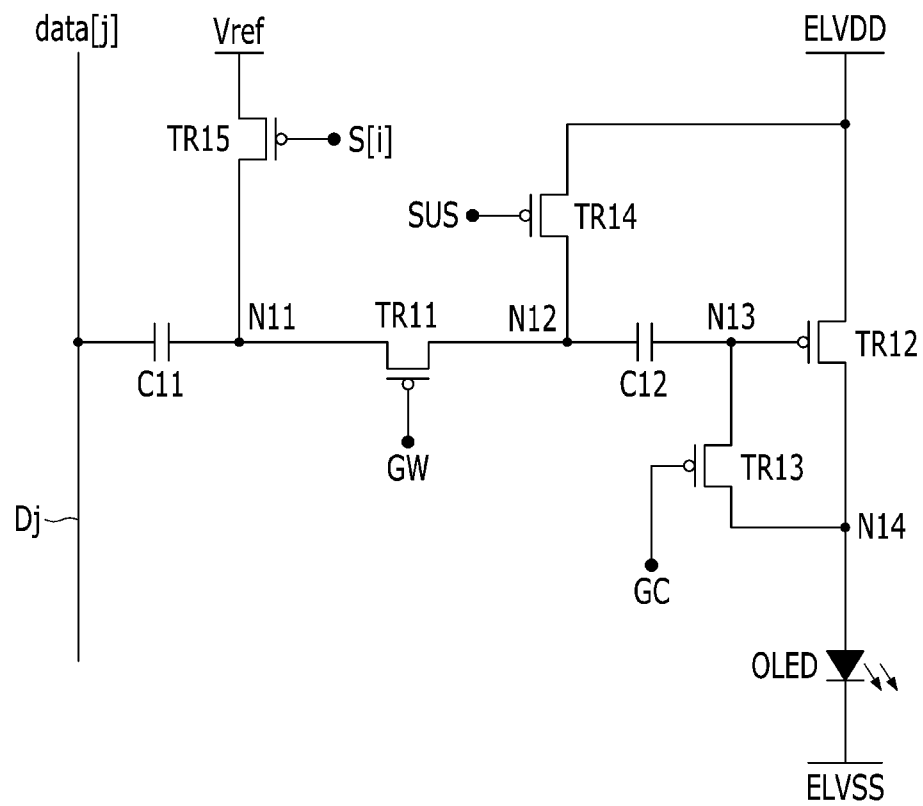 data[j]
Vref
ELVDD
TR15
S[i]
SUS
TR14
N11
TR11
N12
N13
TR12
C11
C12
GW
TR13
Dj
N14
GC
OLED
ELVSS